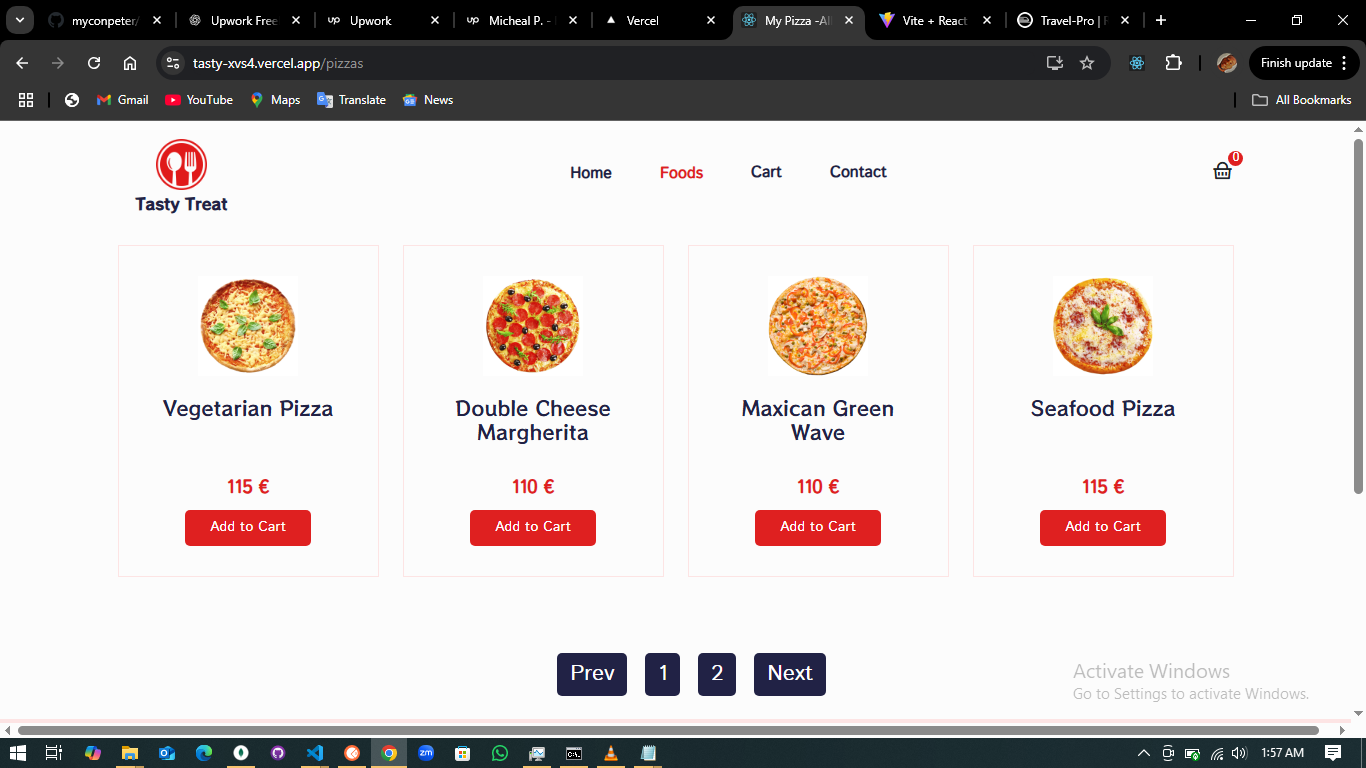 myconpeter/
Upwork Free
Upwork
Micheal P. -
Vercel
My Pizza -All
Vite + React
Travel-Pro |
tasty-xvs4.vercel.app/pizzas
Finish update
Gmail
YouTube
Maps
Translate
News
All Bookmarks
Tasty Treat
Home
Foods
Cart
Contact
0
Vegetarian Pizza
Double Cheese
Margherita
Maxican Green
Wave
Seafood Pizza
115 €
110 €
110 €
115 €
Add to Cart
Add to Cart
Add to Cart
Add to Cart
Prev
1
2
Next
Activate Windows
Go to Settings to activate Windows.
zm
1:57 AM